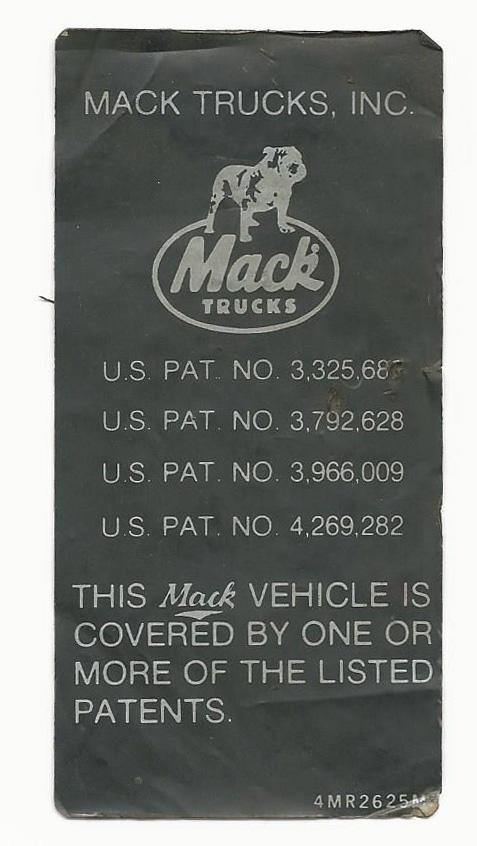 MACK TRUCKS, INC.
Mack®
TRUCKS
U.S. PAT. NO.
U.S. PAT. NO. 3,792,628
U.S. PAT. NO. 3,966,009
U.S. PAT. NO. 4,269,282
THIS Mack VEHICLE IS
COVERED BY ONE OR
MORE OF THE LISTED
PATENTS.
4MR2625M